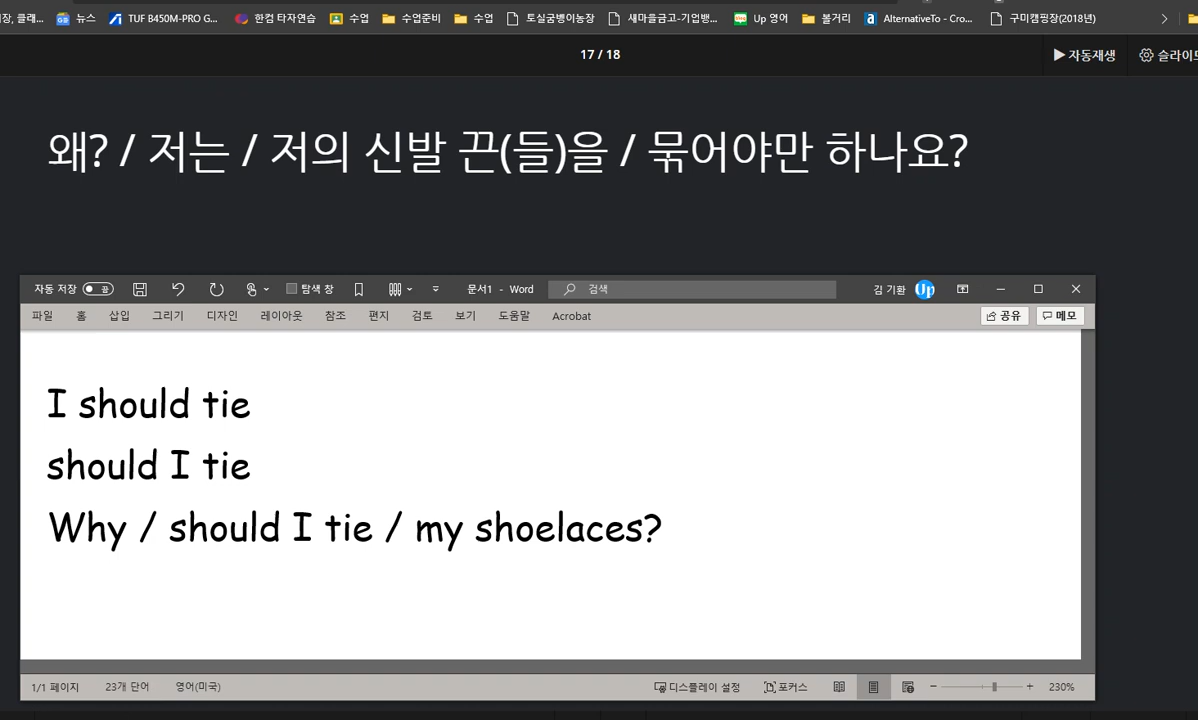 장, 클래... 뉴스 TUF B450M-PRO G... 한컴 타자연습 수업 수업준비 수업 토실굼벵이농장 새마을금고-기업뱅... Up 영어 볼거리 AlternativeTo - Cro... 구미캠핑장(2018년)
17 / 18 ▶ 자동재생 슬라이드
왜? / 저는 / 저의 신발 끈(들)을 / 묶어야만 하나요?
자동 저장 끔 탐색 창 문서1 - Word 검색 김 기환 Up
파일 홈 삽입 그리기 디자인 레이아웃 참조 편지 검토 보기 도움말 Acrobat 공유 메모
I should tie
should I tie
Why / should I tie / my shoelaces?
1/1 페이지 23개 단어 영어(미국) 디스플레이 설정 포커스 230%